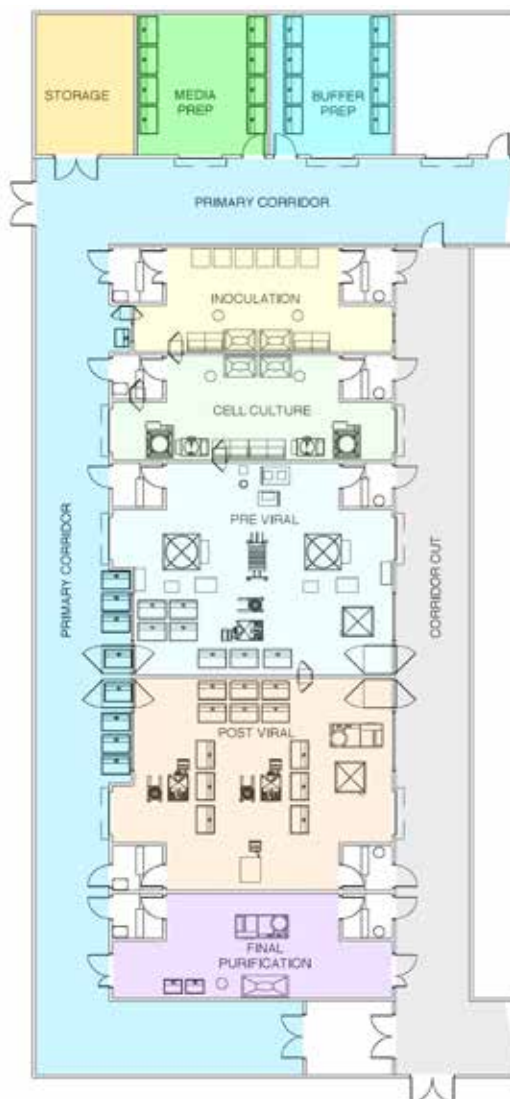 STORAGE
MEDIA
PREP
BUFFER
PREP
PRIMARY CORRIDOR
INOCULATION
CELL CULTURE
PRE VIRAL
PRIMARY CORRIDOR
CORRIDOR OUT
POST VIRAL
FINAL
PURIFICATION